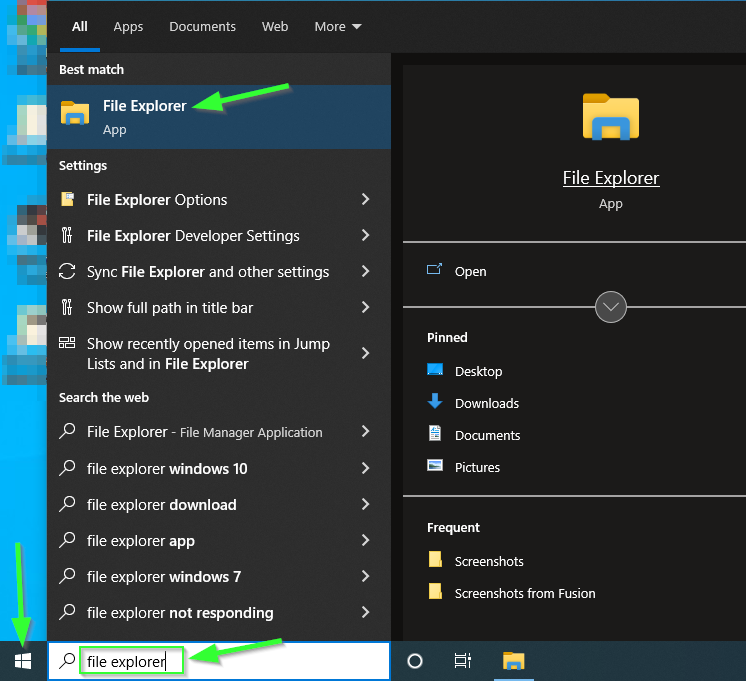 All Apps Documents Web More
Best match
File Explorer
App
Settings
File Explorer Options
File Explorer Developer Settings
Sync File Explorer and other settings
Show full path in title bar
Show recently opened items in Jump
Lists and in File Explorer
Search the web
File Explorer - File Manager Application
file explorer windows 10
file explorer download
file explorer app
file explorer windows 7
file explorer not responding
file explorer
File Explorer
App
Open
Pinned
Desktop
Downloads
Documents
Pictures
Frequent
Screenshots
Screenshots from Fusion